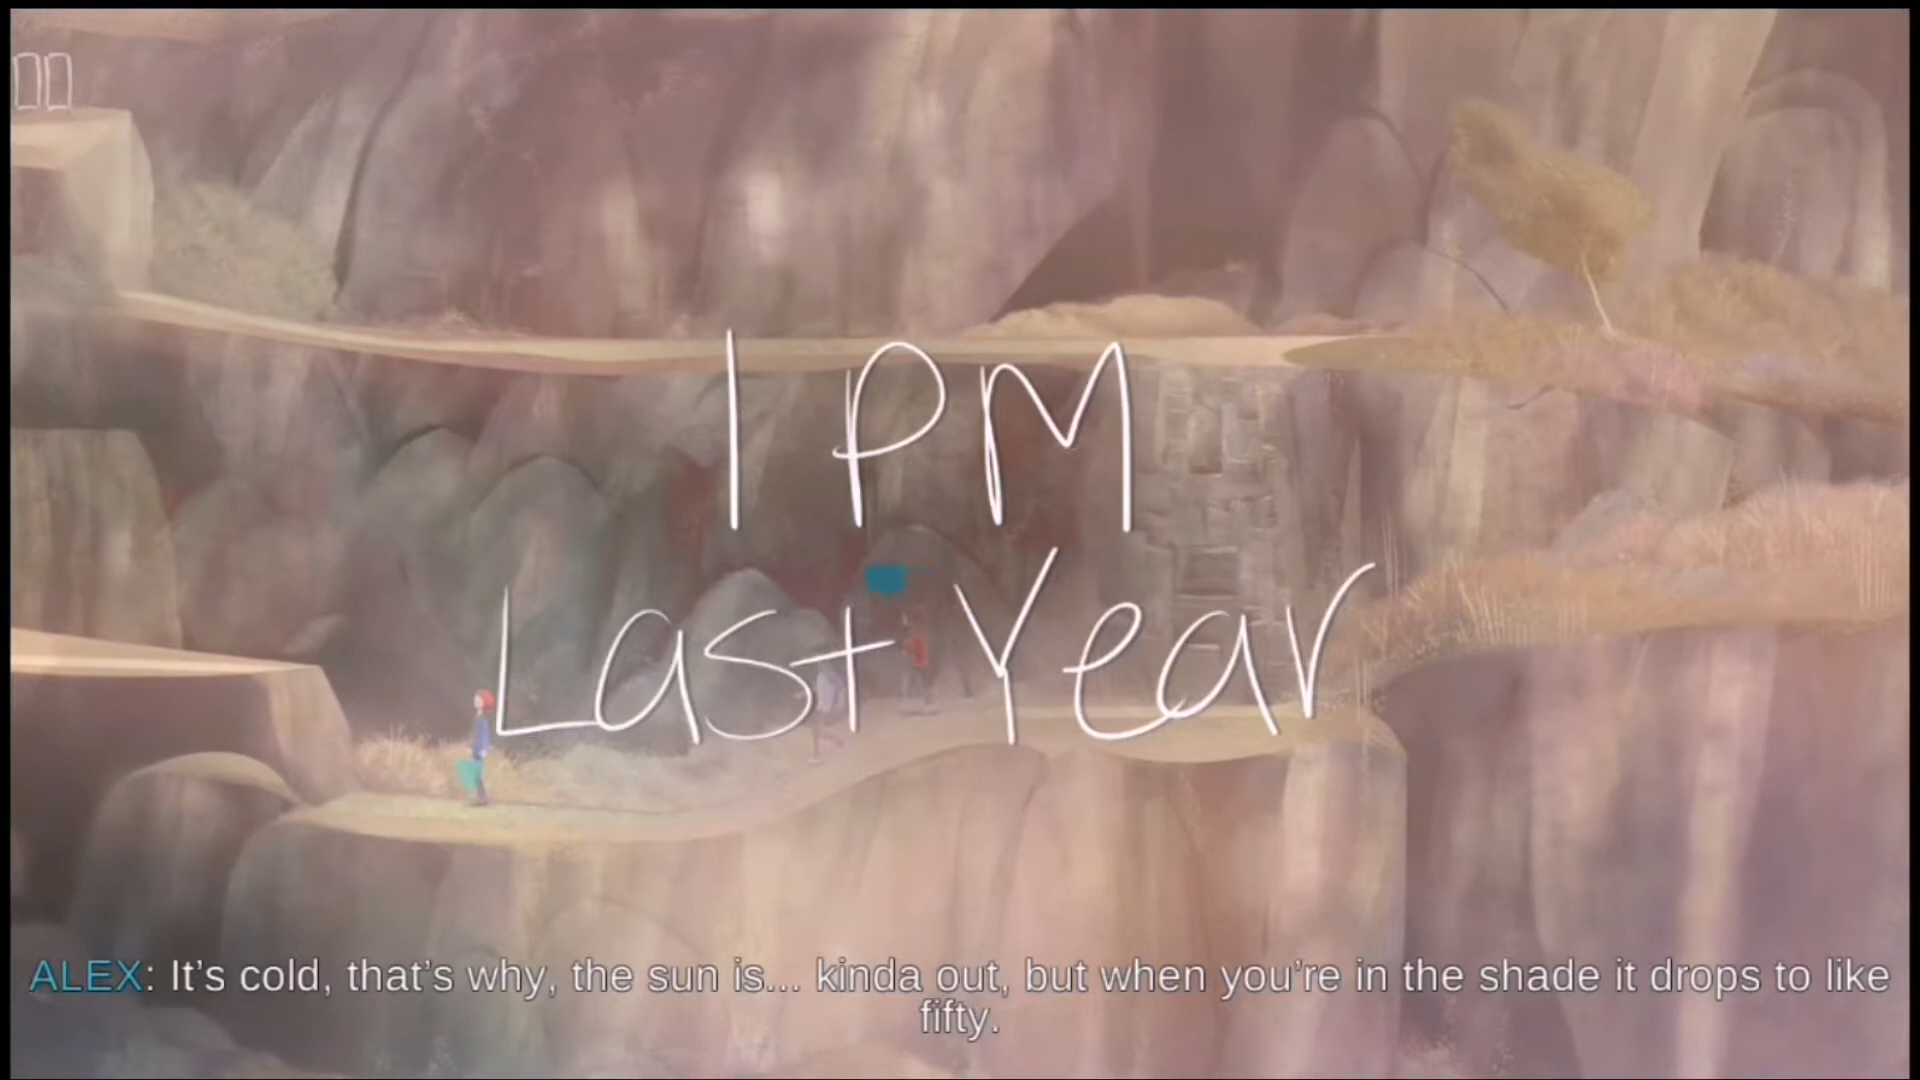 1 PM
Last Year
ALEX: It’s cold, that’s why, the sun is... kinda out, but when you’re in the shade it drops to like
fifty.